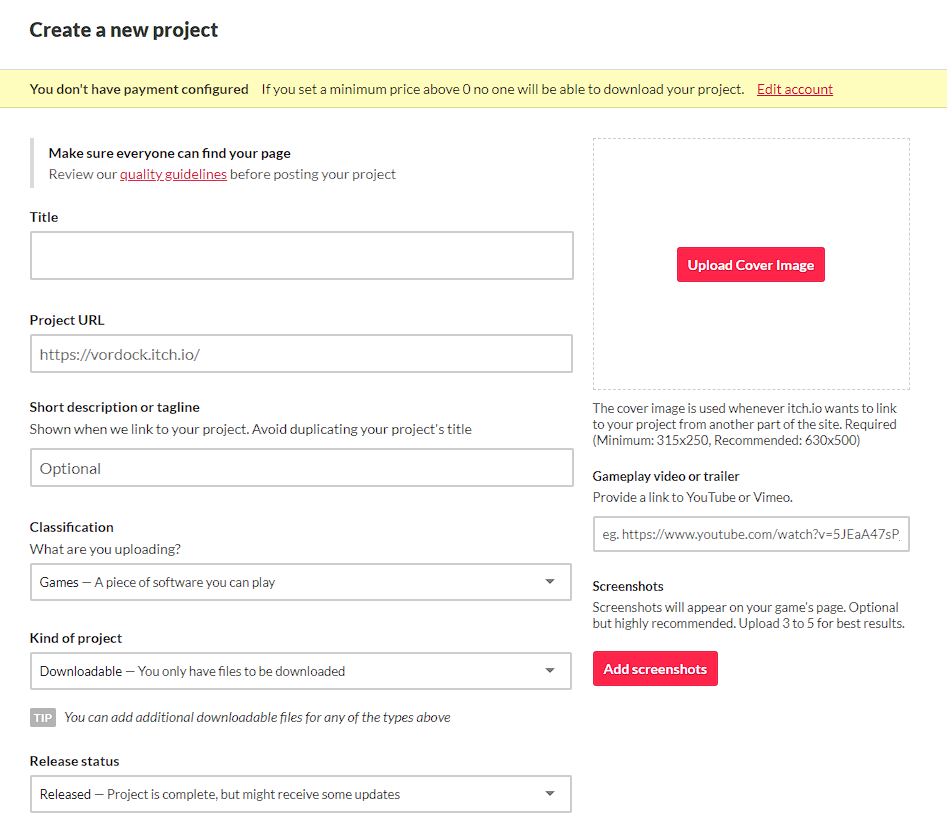 Create a new project
You don't have payment configured If you set a minimum price above 0 no one will be able to download your project. Edit account
Make sure everyone can find your page
Review our quality guidelines before posting your project
Title
Project URL
https://vordock.itch.io/
Short description or tagline
Shown when we link to your project. Avoid duplicating your project's title
Optional
Classification
What are you uploading?
Games — A piece of software you can play
Kind of project
Downloadable — You only have files to be downloaded
TIP You can add additional downloadable files for any of the types above
Release status
Released — Project is complete, but might receive some updates
Upload Cover Image
The cover image is used whenever itch.io wants to link
to your project from another part of the site. Required
(Minimum: 315x250, Recommended: 630x500)
Gameplay video or trailer
Provide a link to YouTube or Vimeo.
eg. https://www.youtube.com/watch?v=5JEaA47sP
Screenshots
Screenshots will appear on your game's page. Optional
but highly recommended. Upload 3 to 5 for best results.
Add screenshots